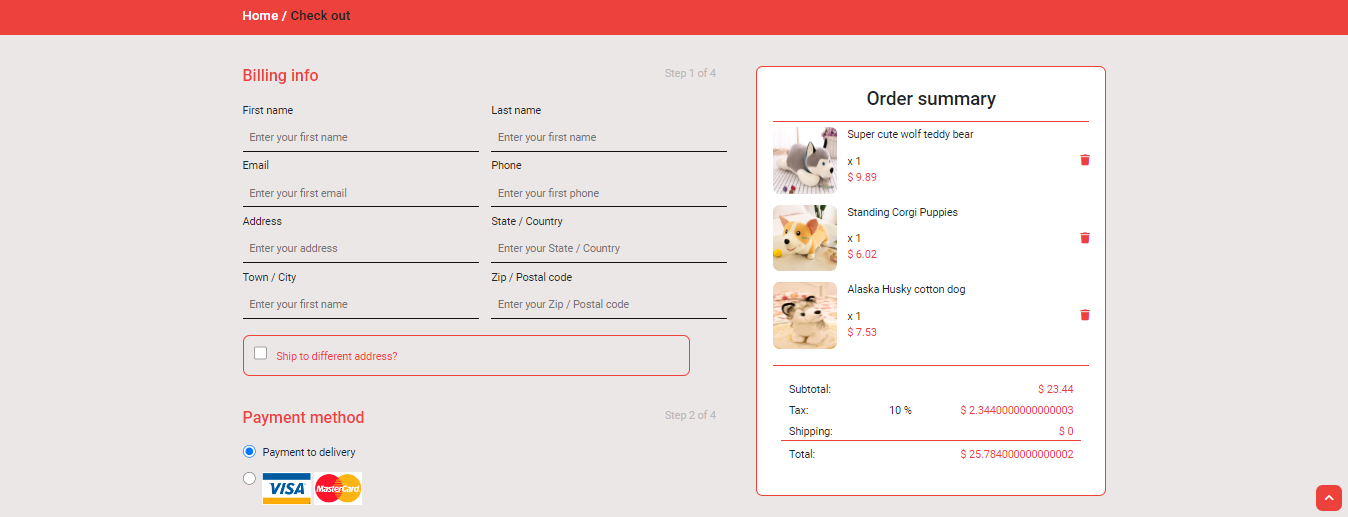 Home / Check out
Billing info
Step 1 of 4
First name
Last name
Enter your first name
Enter your first name
Email
Phone
Enter your first email
Enter your first phone
Address
State / Country
Enter your address
Enter your State / Country
Town / City
Zip / Postal code
Enter your first name
Enter your Zip / Postal code
Ship to different address?
Payment method
Step 2 of 4
Payment to delivery
VISA MasterCard
Order summary
Super cute wolf teddy bear
x 1
$ 9.89
Standing Corgi Puppies
x 1
$ 6.02
Alaska Husky cotton dog
x 1
$ 7.53
Subtotal: $ 23.44
Tax: 10 % $ 2.3440000000000003
Shipping: $ 0
Total: $ 25.784000000000002